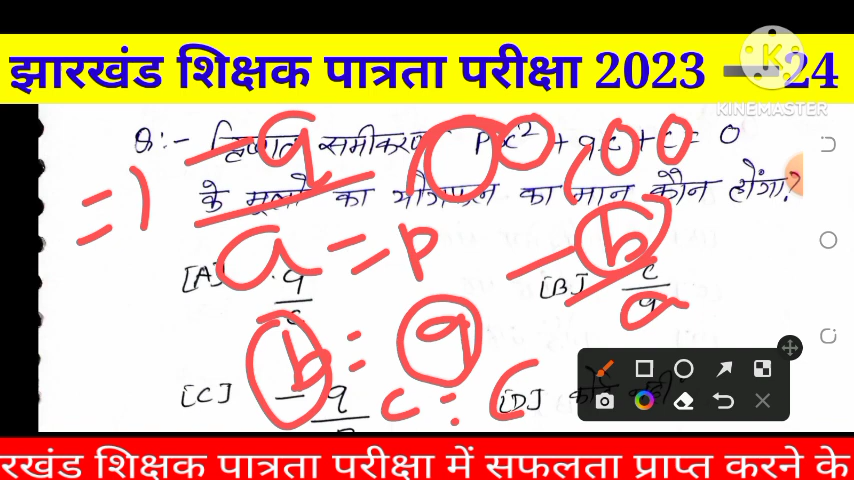 झारखंड शिक्षक पात्रता परीक्षा 2023 — 24
KINEMASTER
Q:- द्विघात समीकरण px² + qx + c = 0
के मूलों का योगफल का मान कौन होगा?
= 1 - q
a = p
- b
a
[A] q
[B] c
q
b = q
[C] - q
c = c
[D] कोई नहीं
रखंड शिक्षक पात्रता परीक्षा में सफलता प्राप्त करने के